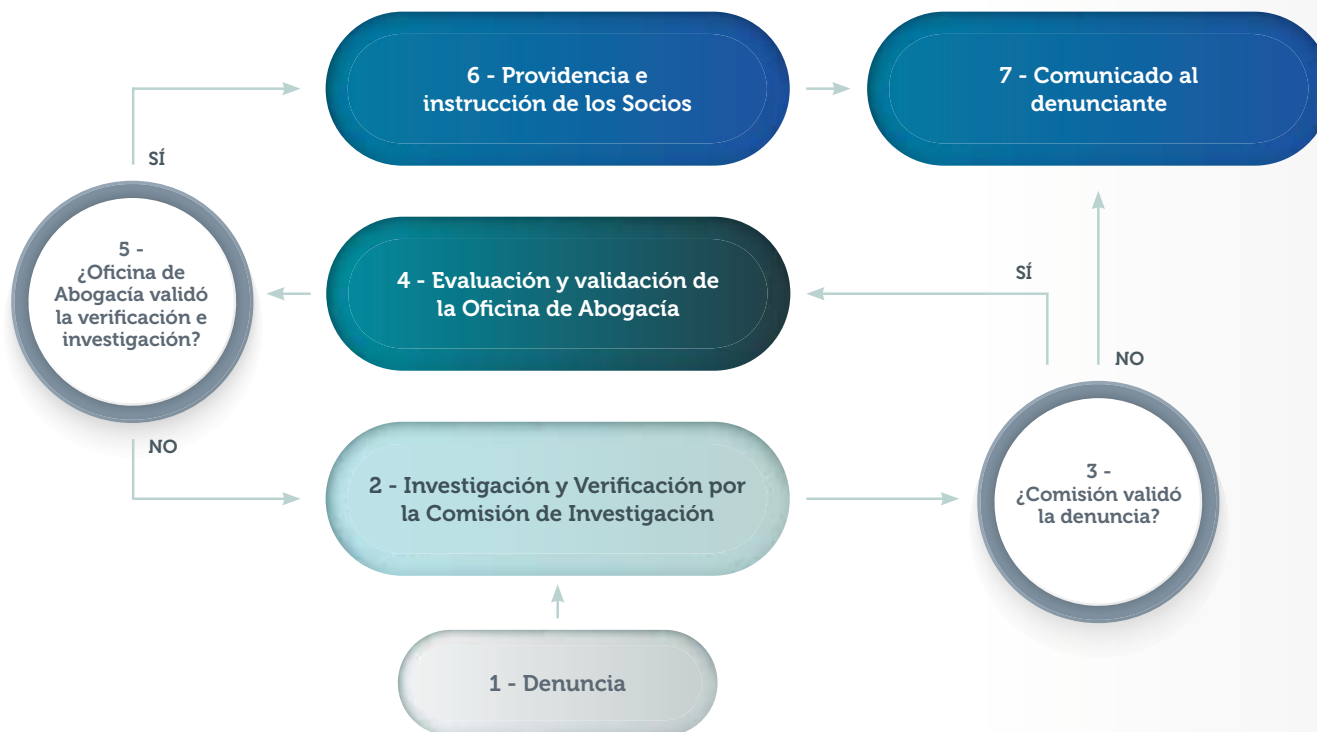 6 - Providencia e
instrucción de los Socios
7 - Comunicado al
denunciante
SÍ
5 -
¿Oficina de
Abogacía validó
la verificación e
investigación?
4 - Evaluación y validación de
la Oficina de Abogacía
SÍ
NO
NO
2 - Investigación y Verificación por
la Comisión de Investigación
3 -
¿Comisión validó
la denuncia?
1 - Denuncia